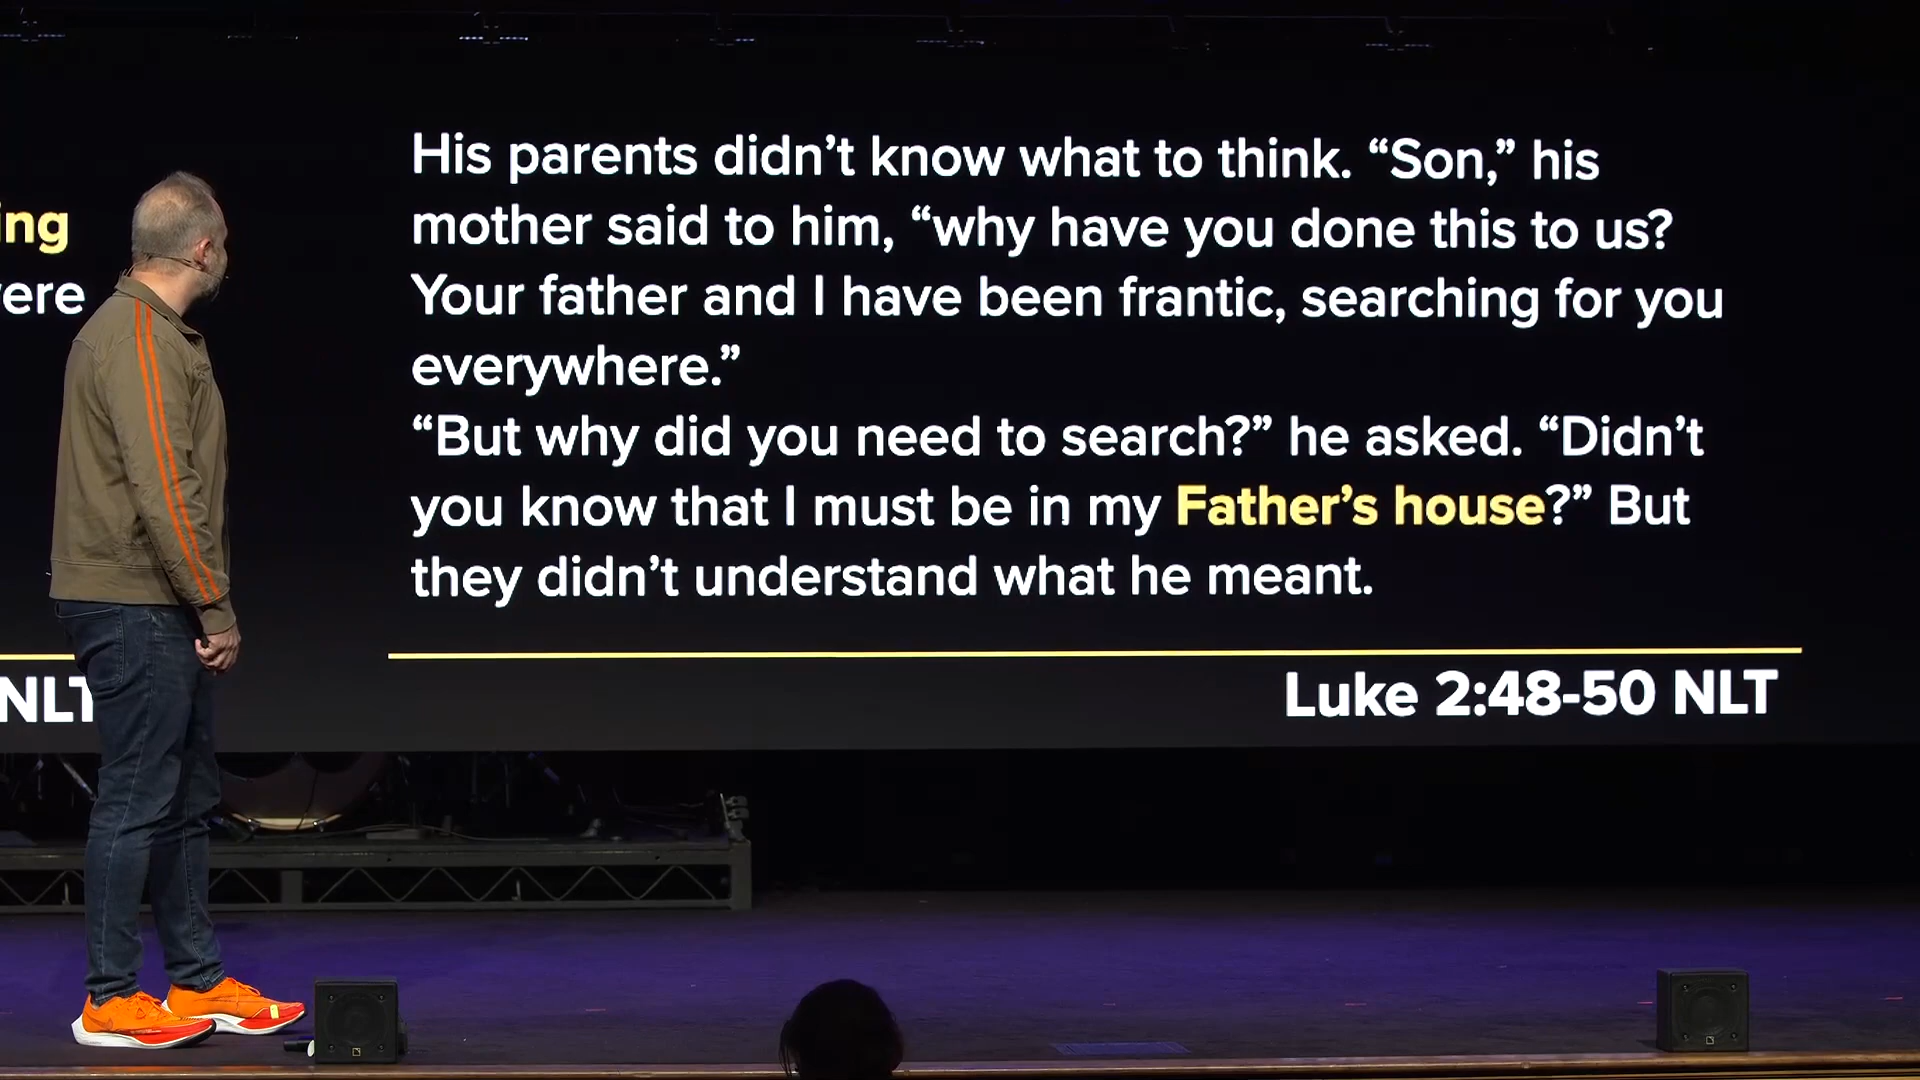 ing
ere
NLT
His parents didn’t know what to think. “Son,” his
mother said to him, “why have you done this to us?
Your father and I have been frantic, searching for you
everywhere.”
“But why did you need to search?” he asked. “Didn’t
you know that I must be in my Father’s house?” But
they didn’t understand what he meant.
Luke 2:48-50 NLT